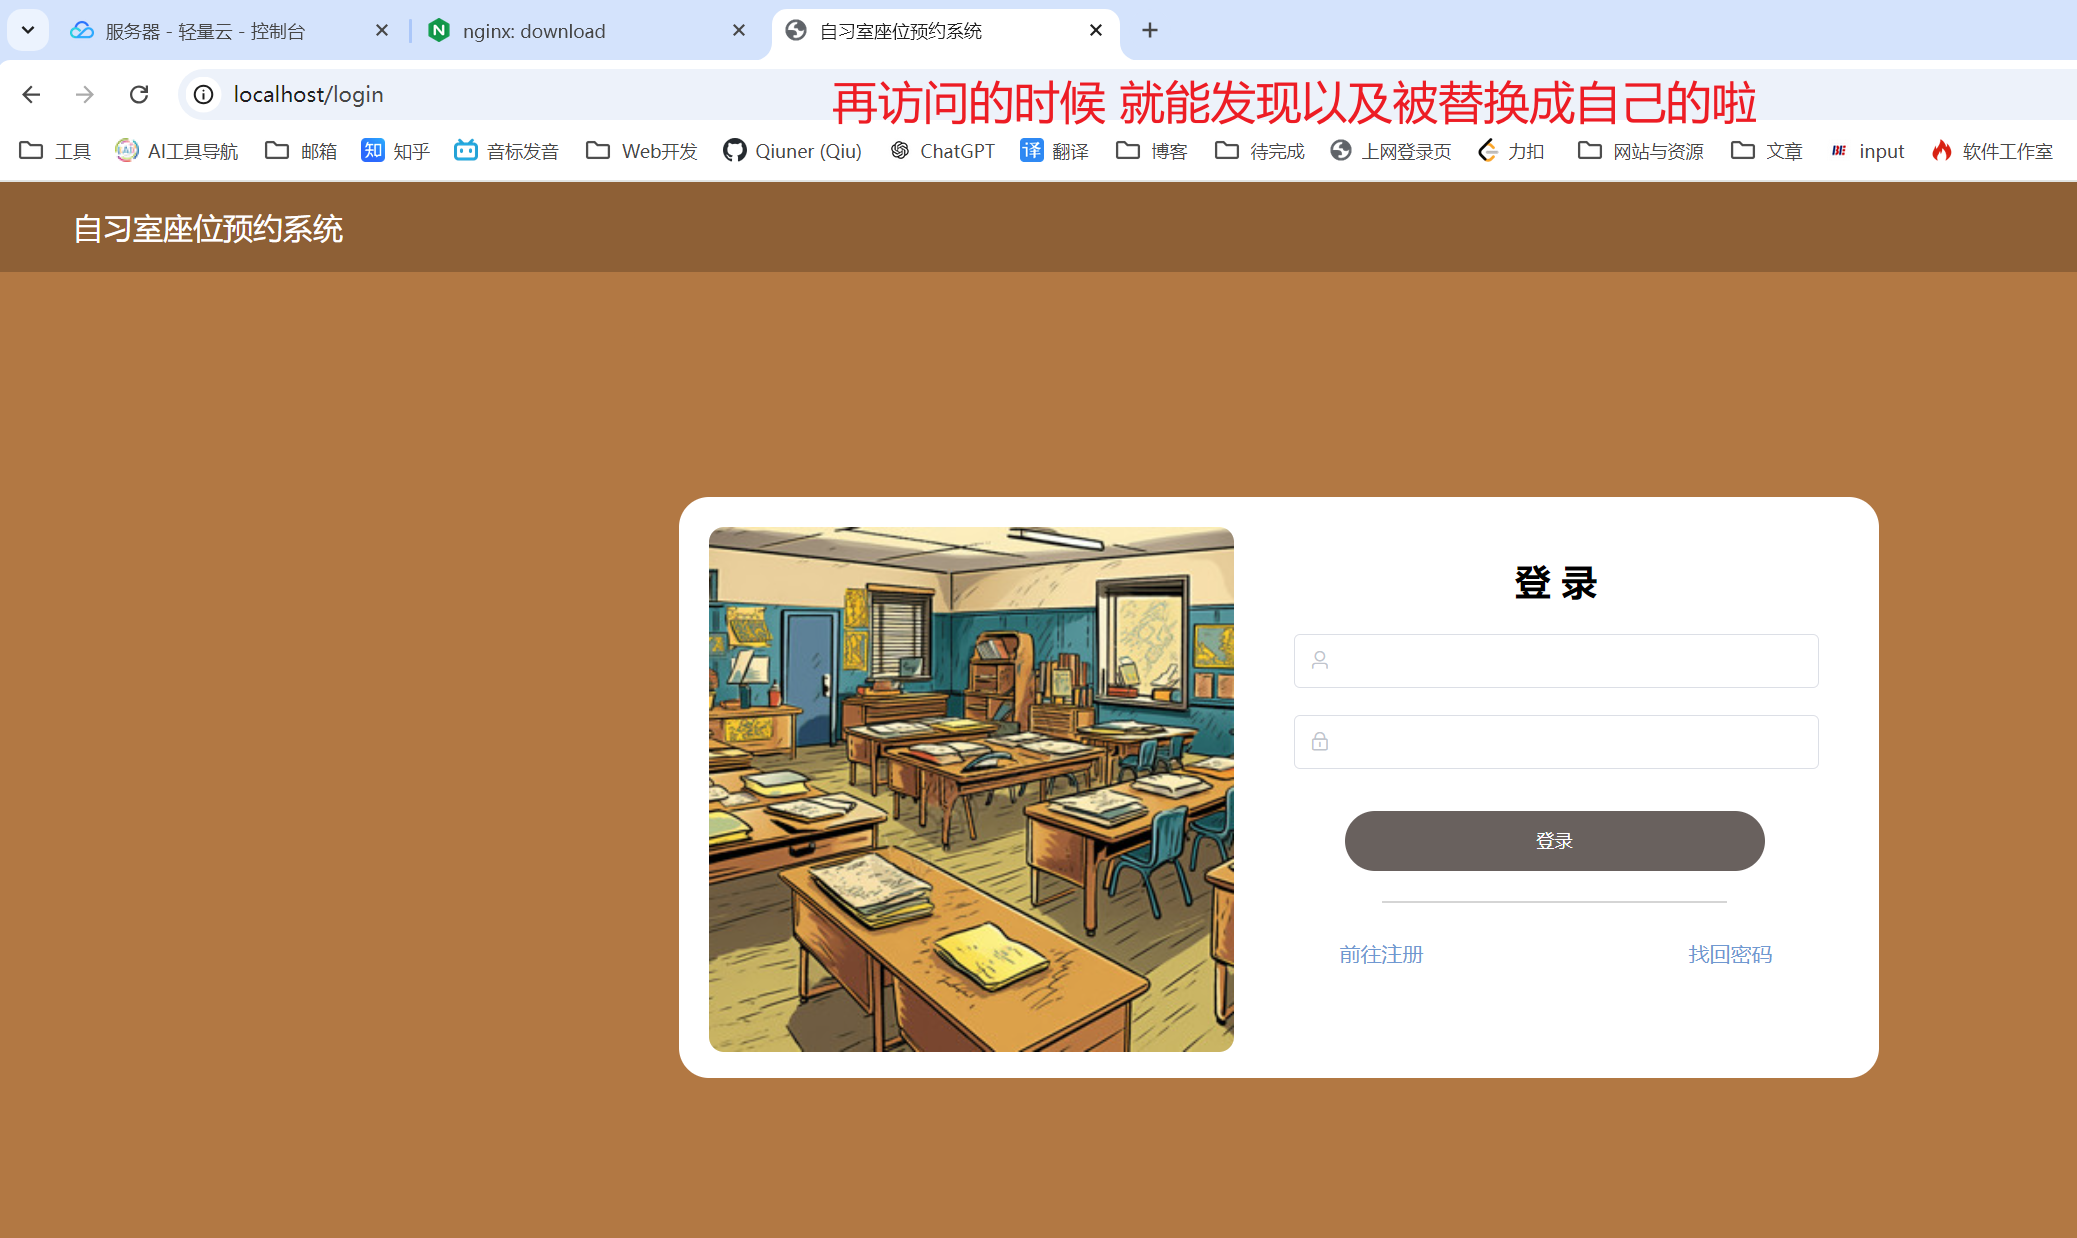 服务器 - 轻量云 - 控制台
nginx: download
自习室座位预约系统
localhost/login
再访问的时候 就能发现以及被替换成自己的啦
工具
AI工具导航
邮箱
知 知乎
音标发音
Web开发
Qiuner (Qiu)
ChatGPT
译 翻译
博客
待完成
上网登录页
力扣
网站与资源
文章
input
软件工作室
自习室座位预约系统
登 录
登录
前往注册
找回密码